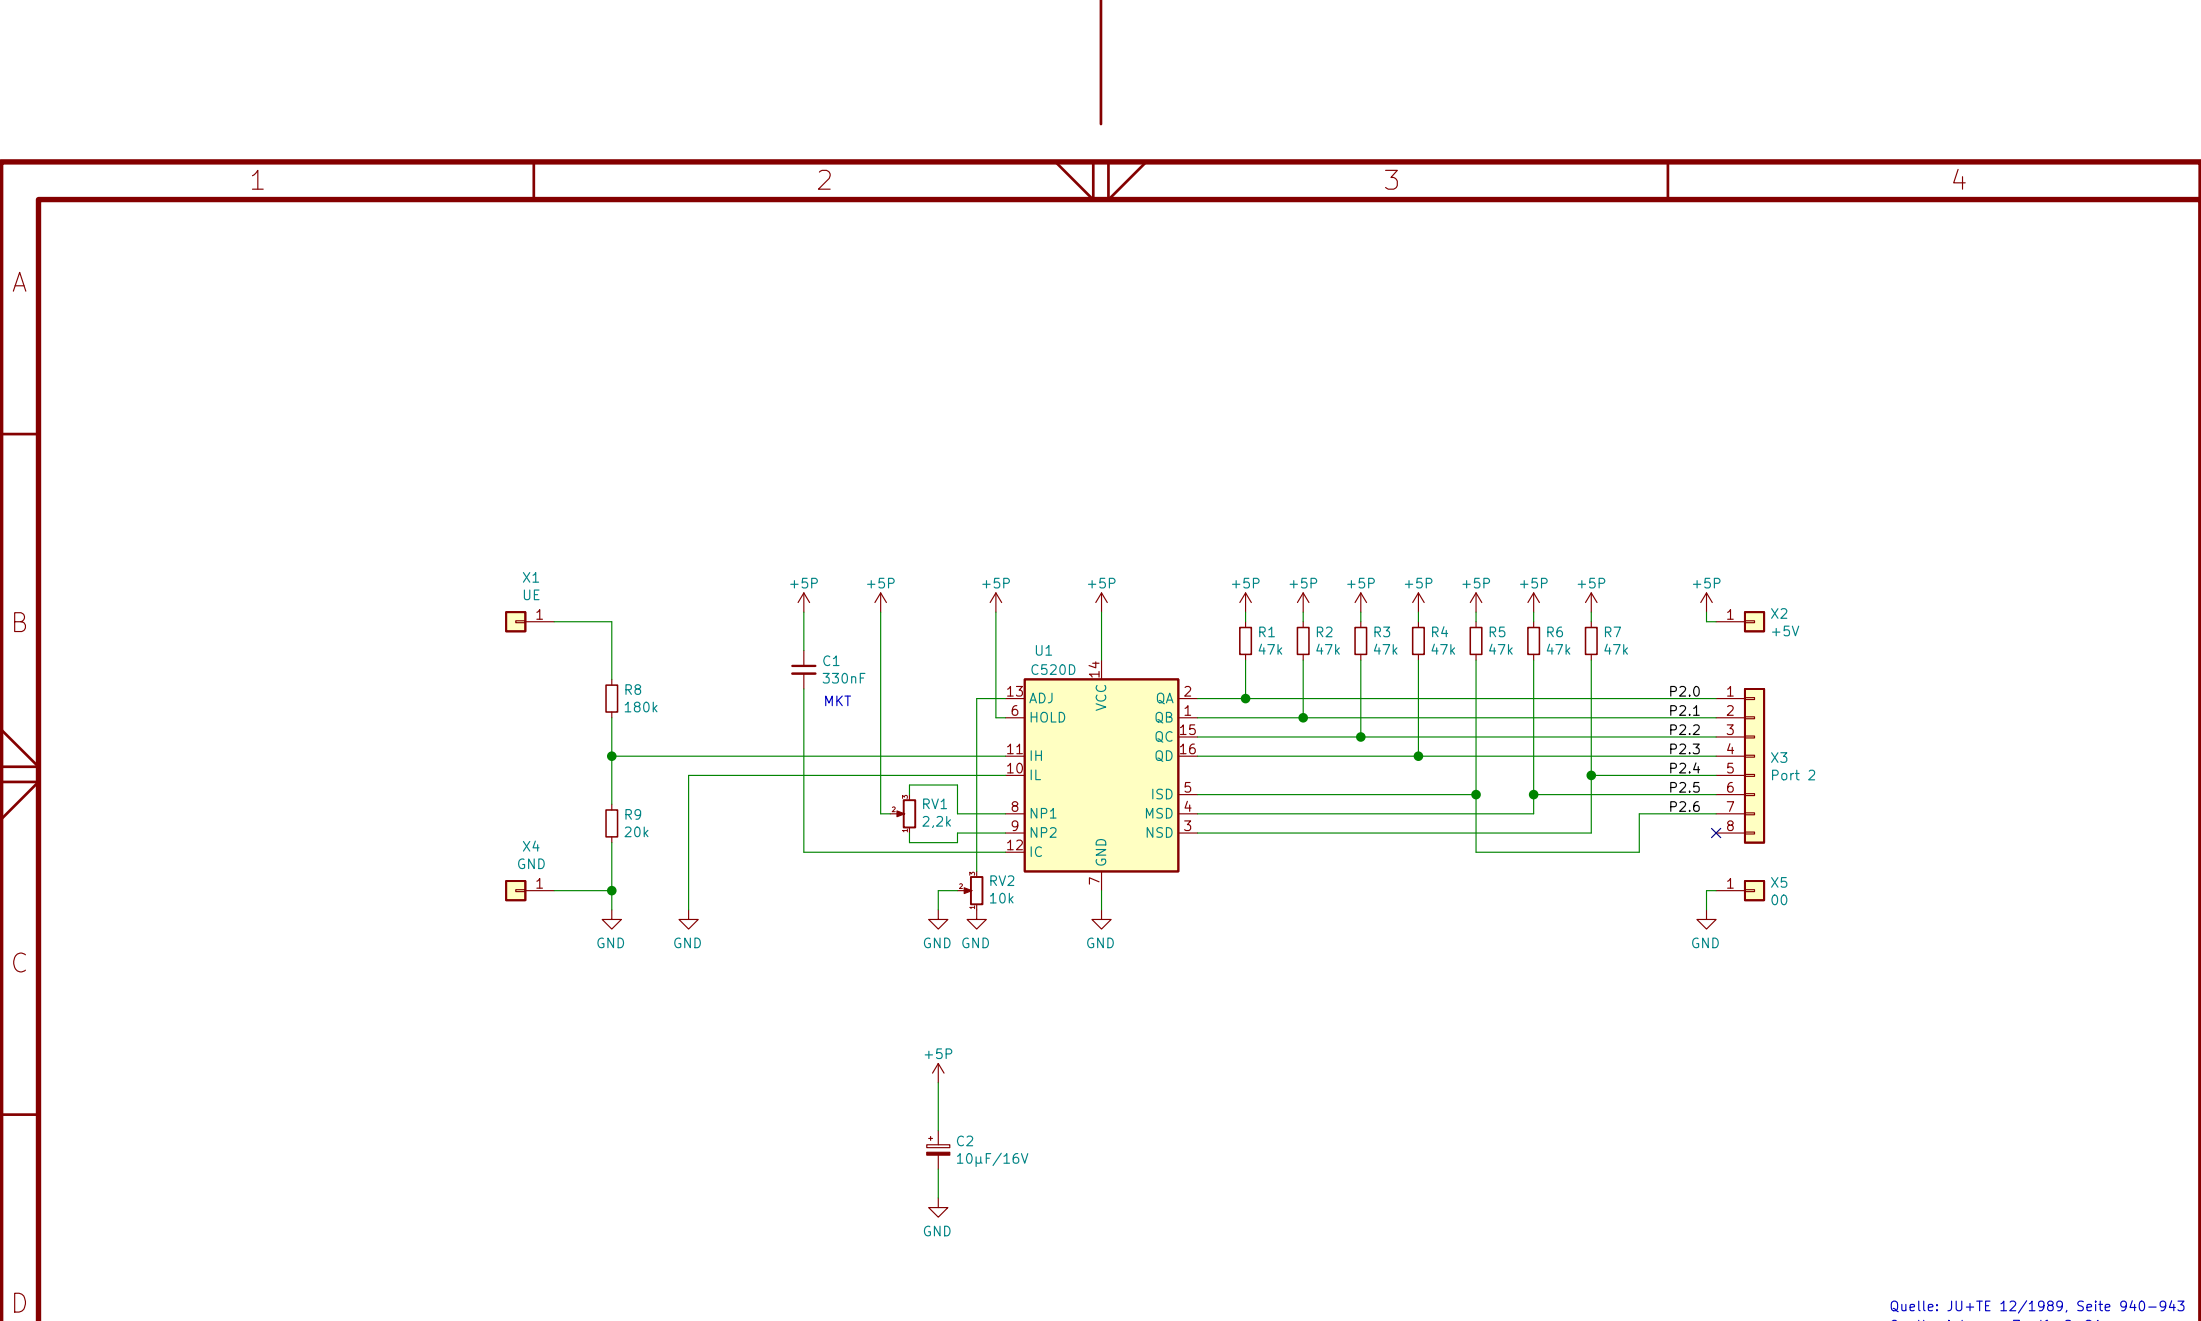 1 2 3 4
A
B
C
D
X1
UE
1
R8
180k
R9
20k
X4
GND
1
GND
GND
+5P
C1
330nF
MKT
+5P
2
3
1
RV1
2,2k
+5P
+5P
U1
C520D
14
VCC
13 ADJ
6 HOLD
11 IH
10 IL
8 NP1
9 NP2
12 IC
GND
7
QA 2
QB 1
QC 15
QD 16
ISD 5
MSD 4
NSD 3
2
3
1
RV2
10k
GND
GND
GND
+5P
R1
47k
+5P
R2
47k
+5P
R3
47k
+5P
R4
47k
+5P
R5
47k
+5P
R6
47k
+5P
R7
47k
+5P
1
X2
+5V
P2.0 1
P2.1 2
P2.2 3
P2.3 4
P2.4 5
P2.5 6
P2.6 7
8
X3
Port 2
1
X5
00
GND
+5P
+
C2
10µF/16V
GND
Quelle: JU+TE 12/1989, Seite 940-943